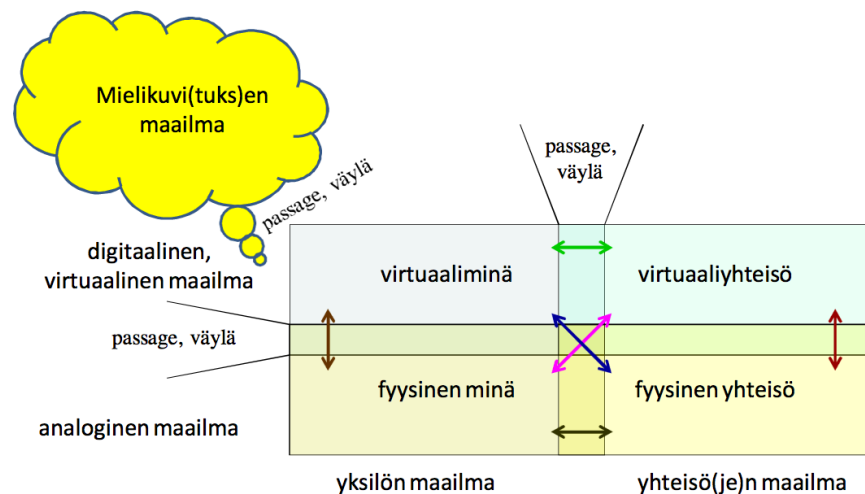 Mielikuvi(tuks)en
maailma
passage, väylä
passage,
väylä
digitaalinen,
virtuaalinen maailma
virtuaaliminä
virtuaaliyhteisö
passage, väylä
fyysinen minä
fyysinen yhteisö
analoginen maailma
yksilön maailma
yhteisö(je)n maailma